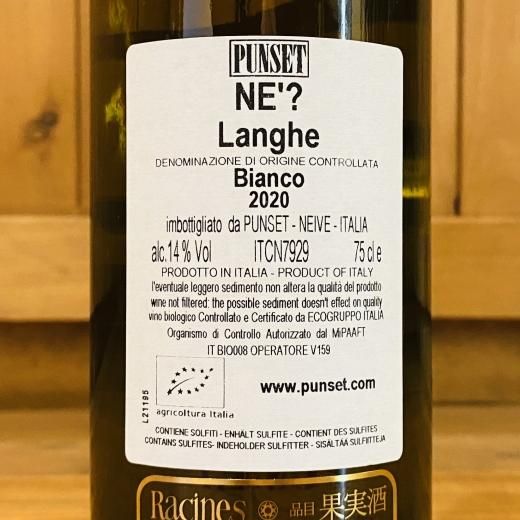 PUNSET
NE'?
Langhe
DENOMINAZIONE DI ORIGINE CONTROLLATA
Bianco
2020
imbottigliato da PUNSET - NEIVE - ITALIA
alc.14 % Vol ITCN7929 75 cl e
PRODOTTO IN ITALIA - PRODUCT OF ITALY
l'eventuale leggero sedimento non altera la qualità del prodotto
wine not filtered: the possible sediment doesn't effect on quality
vino biologico Controllato e Certificato da ECOGRUPPO ITALIA
Organismo di Controllo Autorizzato dal MiPAAFT
IT BIO008 OPERATORE V159
www.punset.com
agricoltura Italia
L21195
CONTIENE SOLFITI - ENHÄLT SULFITE - CONTIENT DES SULFITES
CONTAINS SULFITES- INDEHOLDER SULFITTER - SISÄLTÄÄ SULFIITTEJA
Racines 品目 果実酒